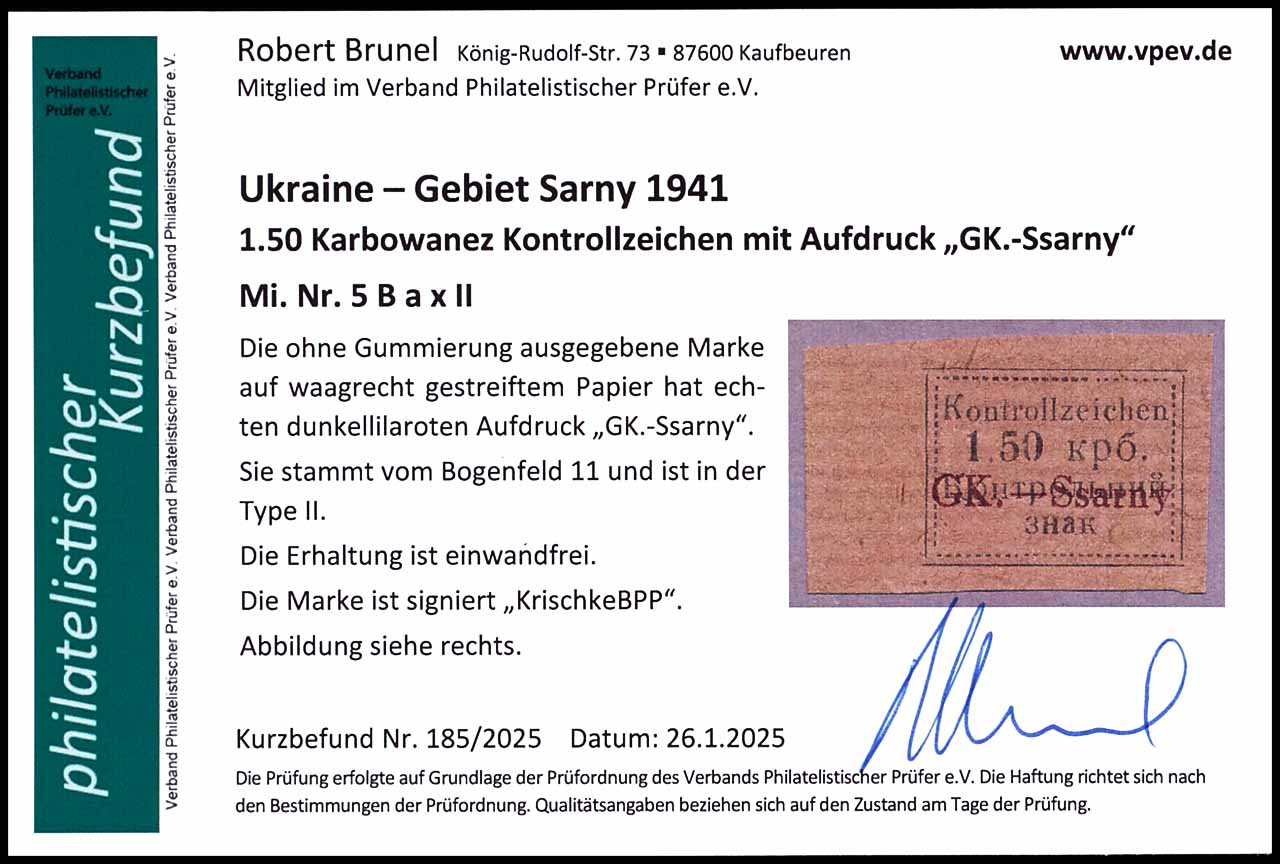 Verband
Philatelistischer
Prüfer e.V.
philatelistischer
Kurzbefund
Verband Philatelistischer Prüfer e.V. Verband Philatelistischer Prüfer e.V. Verband Philatelistischer Prüfer e.V. Verband Philatelistischer Prüfer e.V.
Robert Brunel König-Rudolf-Str. 73 ▪ 87600 Kaufbeuren
www.vpev.de
Mitglied im Verband Philatelistischer Prüfer e.V.
Ukraine – Gebiet Sarny 1941
1.50 Karbowanez Kontrollzeichen mit Aufdruck „GK.-Ssarny“
Mi. Nr. 5 B a x II
Die ohne Gummierung ausgegebene Marke
auf waagrecht gestreiftem Papier hat ech-
ten dunkellilaroten Aufdruck „GK.-Ssarny“.
Sie stammt vom Bogenfeld 11 und ist in der
Type II.
Die Erhaltung ist einwandfrei.
Die Marke ist signiert „KrischkeBPP“.
Abbildung siehe rechts.
Kontrollzeichen
1.50 крб.
Контрольний
GK. — Ssarny
знак
Kurzbefund Nr. 185/2025 Datum: 26.1.2025
Die Prüfung erfolgte auf Grundlage der Prüfordnung des Verbands Philatelistischer Prüfer e.V. Die Haftung richtet sich nach
den Bestimmungen der Prüfordnung. Qualitätsangaben beziehen sich auf den Zustand am Tage der Prüfung.